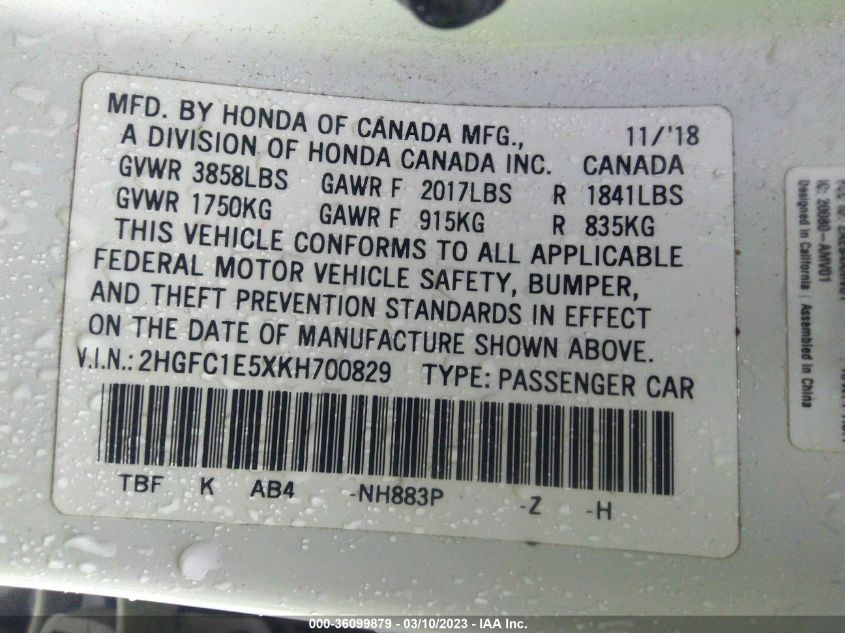 MFD. BY HONDA OF CANADA MFG., 11/'18
A DIVISION OF HONDA CANADA INC. CANADA
GVWR 3858LBS GAWR F 2017LBS R 1841LBS
GVWR 1750KG GAWR F 915KG R 835KG
THIS VEHICLE CONFORMS TO ALL APPLICABLE
FEDERAL MOTOR VEHICLE SAFETY, BUMPER,
AND THEFT PREVENTION STANDARDS IN EFFECT
ON THE DATE OF MANUFACTURE SHOWN ABOVE.
V.I.N.: 2HGFC1E5XKH700829 TYPE: PASSENGER CAR
TBF K AB4 -NH883P -Z -H
IC: 20080-AMV01
Designed in California | Assembled in China
000-36099879 - 03/10/2023 - IAA Inc.